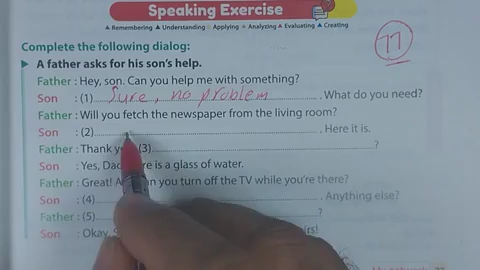 Speaking Exercise
▲ Remembering ▲ Understanding Applying Analyzing ▲ Evaluating ▲ Creating
Complete the following dialog:
77
A father asks for his son's help.
Father: Hey, son. Can you help me with something?
Son : (1) Sure, no problem. What do you need?
Father: Will you fetch the newspaper from the living room?
Son : (2) . Here it is.
Father: Thank (3) ?
Son : Yes, Dad is a glass of water.
Father: Great! you turn off the TV while you're there?
Son : (4) . Anything else?
Father: (5) ?
Son : Okay,